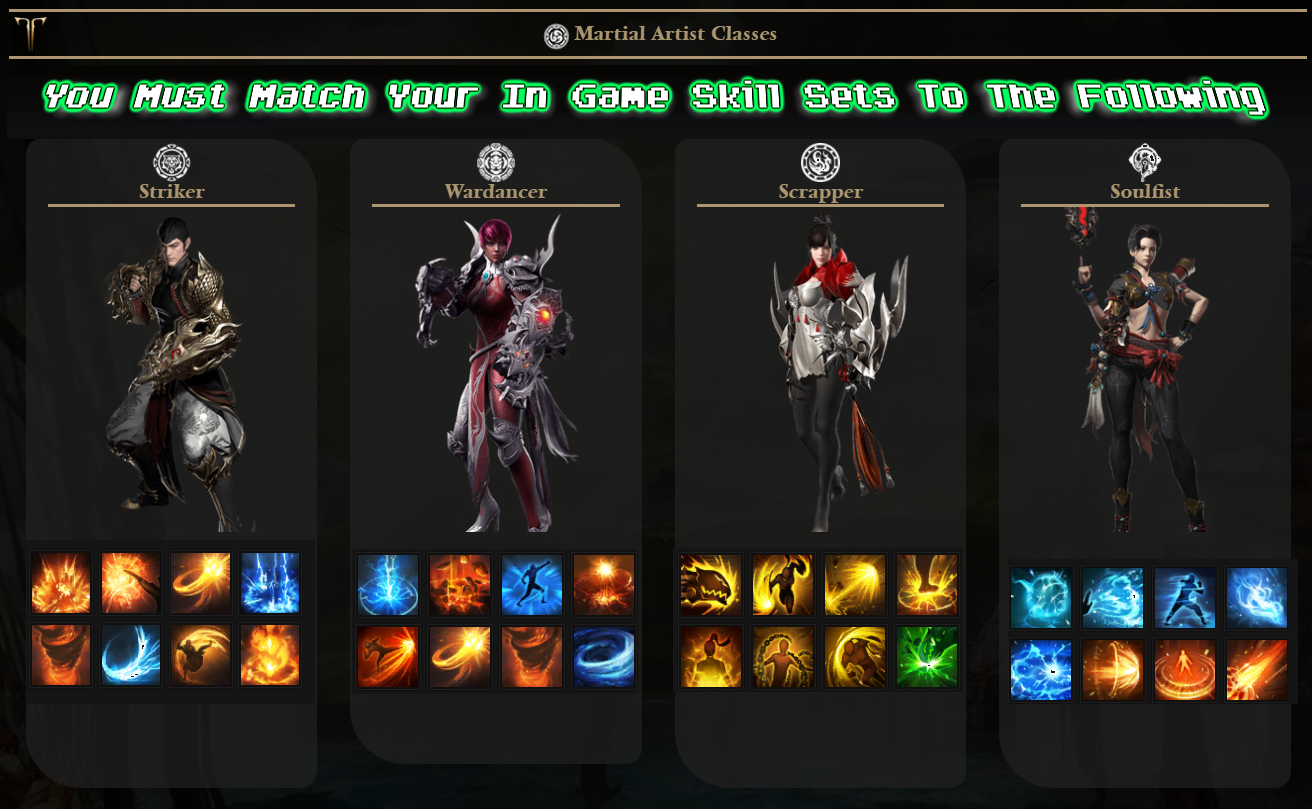 Martial Artist Classes
You Must Match Your In Game Skill Sets To The Following
Striker
Wardancer
Scrapper
Soulfist